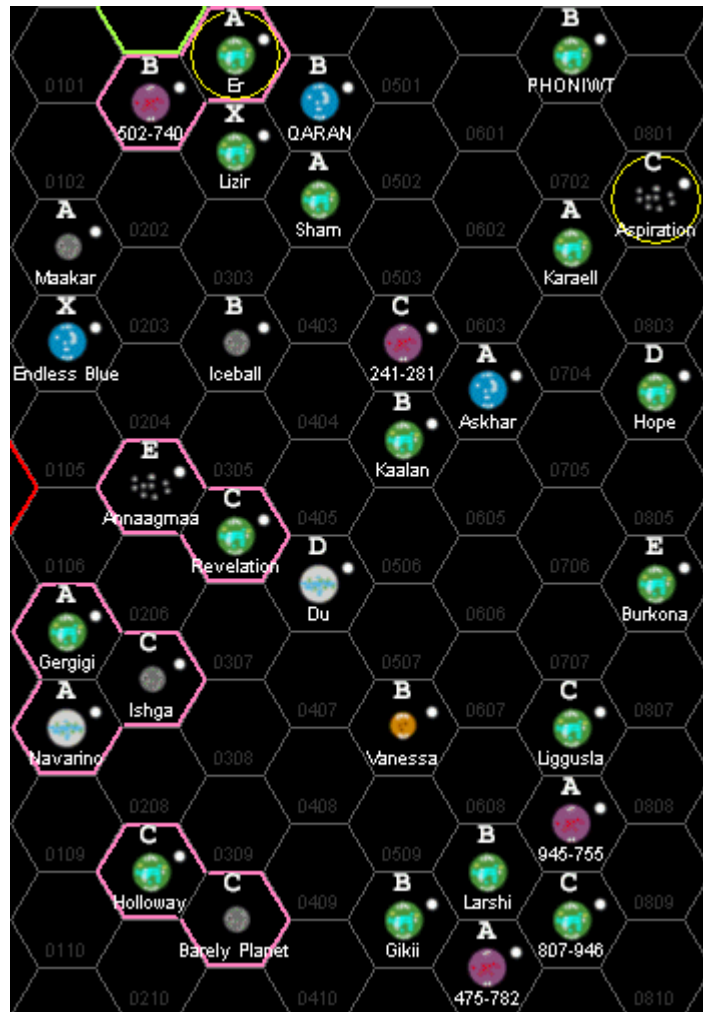 A
Er
B
PHONIWT
0101
B
502-740
B
QARAN
0501
X
Lizir
0601
0801
0102
A
Sham
0502
0702
C
Aspiration
A
Maakar
0202
0602
A
Karaell
0303
0503
X
Endless Blue
0203
B
Iceball
0403
C
241-281
0603
0803
A
Askhar
0704
D
Hope
0204
0404
B
Kaalan
0105
E
Annaagmaa
0305
0705
C
Revelation
0405
0605
0805
0106
D
Du
0506
0706
E
Burkona
A
Gergigi
0206
0606
C
Ishga
0307
0507
0707
A
Navarino
0407
B
Vanessa
0607
C
Liggusla
0807
0308
0208
0408
0608
A
945-755
0808
0109
C
Holloway
0309
0509
B
Larshi
C
Barely Planet
0409
B
Gikii
C
807-946
0809
0110
A
475-782
0210
0410
0810